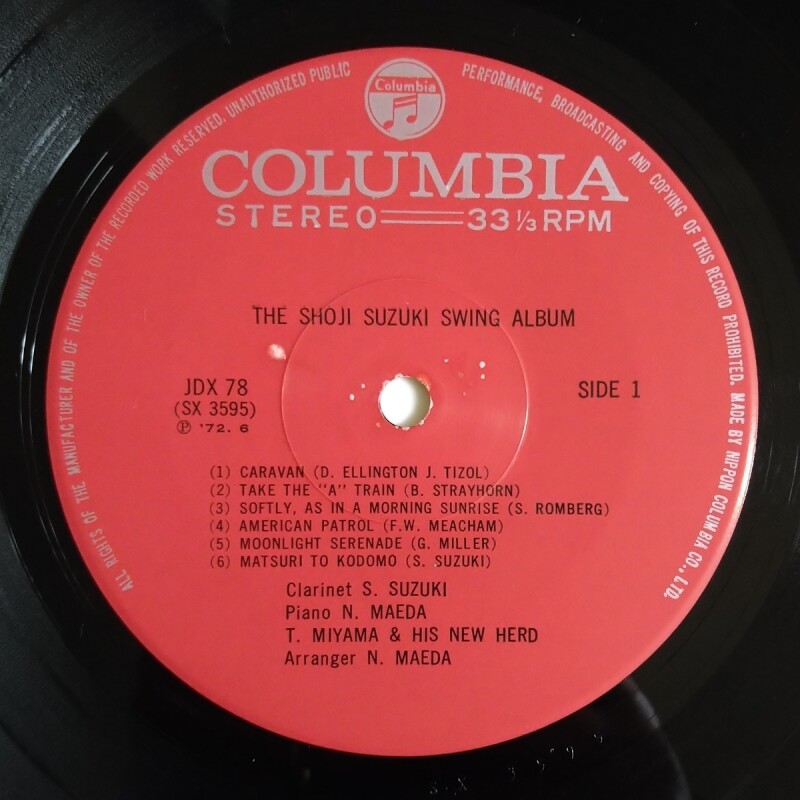 ALL RIGHTS OF THE MANUFACTURER AND OF THE OWNER OF THE RECORDED WORK RESERVED. UNAUTHORIZED PUBLIC PERFORMANCE, BROADCASTING AND COPYING OF THIS RECORD PROHIBITED. MADE BY NIPPON COLUMBIA CO., LTD.
Columbia
COLUMBIA
STEREO 33 1/3 RPM
THE SHOJI SUZUKI SWING ALBUM
JDX 78
(SX 3595)
Ⓟ '72. 6
SIDE 1
(1) CARAVAN (D. ELLINGTON J. TIZOL)
(2) TAKE THE "A" TRAIN (B. STRAYHORN)
(3) SOFTLY, AS IN A MORNING SUNRISE (S. ROMBERG)
(4) AMERICAN PATROL (F.W. MEACHAM)
(5) MOONLIGHT SERENADE (G. MILLER)
(6) MATSURI TO KODOMO (S. SUZUKI)
Clarinet S. SUZUKI
Piano N. MAEDA
T. MIYAMA & HIS NEW HERD
Arranger N. MAEDA